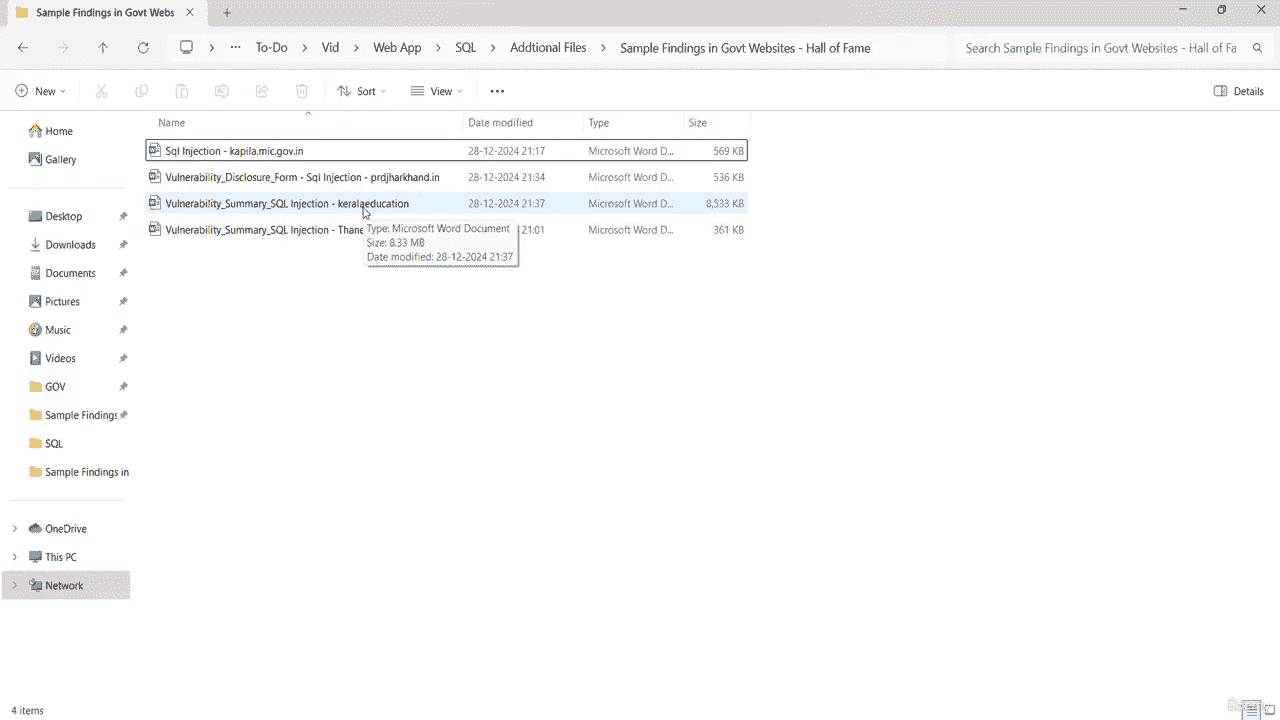 Sample Findings in Govt Webs
To-Do > Vid > Web App > SQL > Addtional Files > Sample Findings in Govt Websites - Hall of Fame
Search Sample Findings in Govt Websites - Hall of Fa
New
Sort
View
Details
Name Date modified Type Size
Sql Injection - kapila.mic.gov.in 28-12-2024 21:17 Microsoft Word D... 569 KB
Vulnerability_Disclosure_Form - Sql Injection - prdjharkhand.in 28-12-2024 21:34 Microsoft Word D... 536 KB
Vulnerability_Summary_SQL Injection - keralaeducation 28-12-2024 21:37 Microsoft Word D... 8,533 KB
Vulnerability_Summary_SQL Injection - Thane 21:01 Microsoft Word D... 361 KB
Type: Microsoft Word Document
Size: 8.33 MB
Date modified: 28-12-2024 21:37
Home
Gallery
Desktop
Downloads
Documents
Pictures
Music
Videos
GOV
Sample Findings
SQL
Sample Findings in
OneDrive
This PC
Network
4 items